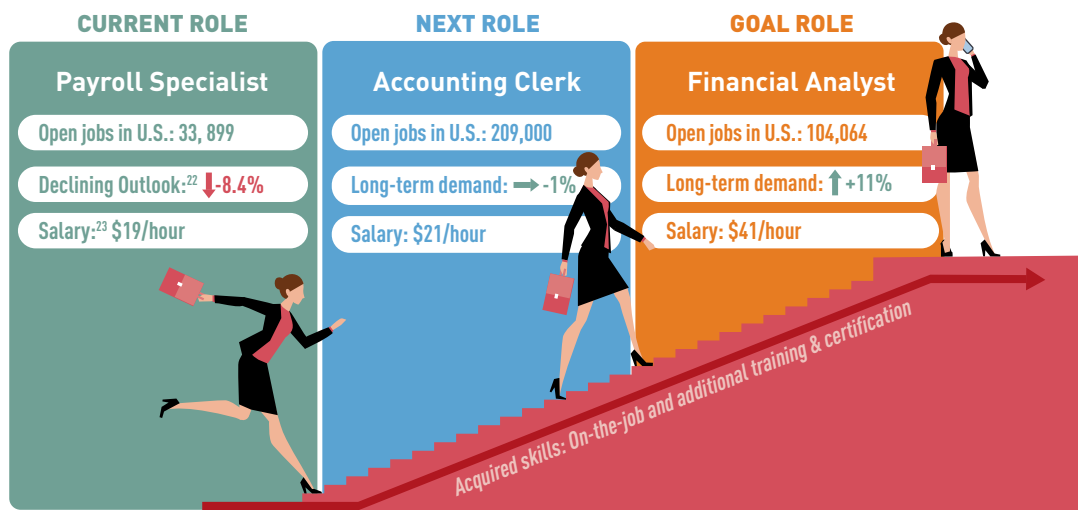 CURRENT ROLE
Payroll Specialist
Open jobs in U.S.: 33, 899
Declining Outlook:22 -8.4%
Salary:23 $19/hour
NEXT ROLE
Accounting Clerk
Open jobs in U.S.: 209,000
Long-term demand: -1%
Salary: $21/hour
GOAL ROLE
Financial Analyst
Open jobs in U.S.: 104,064
Long-term demand: +11%
Salary: $41/hour
Acquired skills: On-the-job and additional training & certification